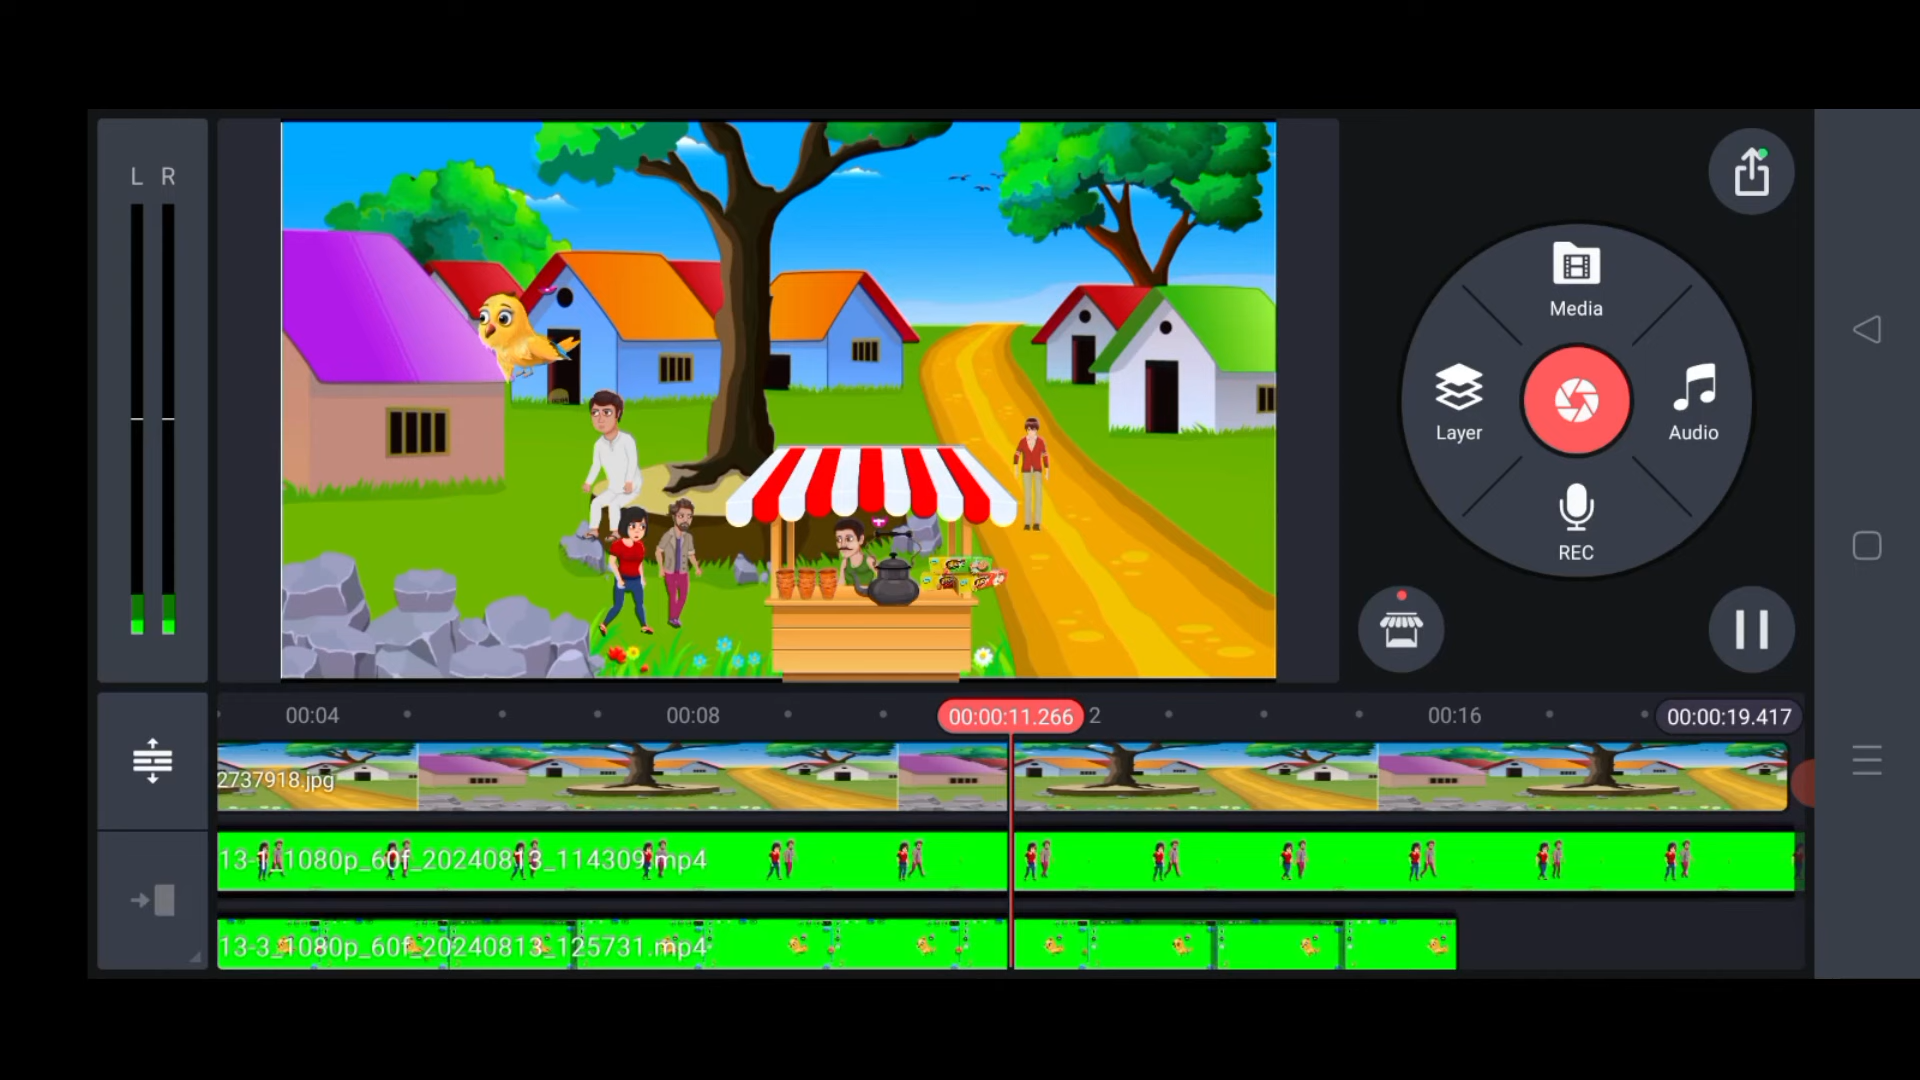 L R
Media
Layer
Audio
REC
00:04
00:08
00:00:11.266
2
00:16
00:00:19.417
2737918.jpg
13-1_1080p_60f_20240813_114309.mp4
13-3_1080p_60f_20240813_125731.mp4